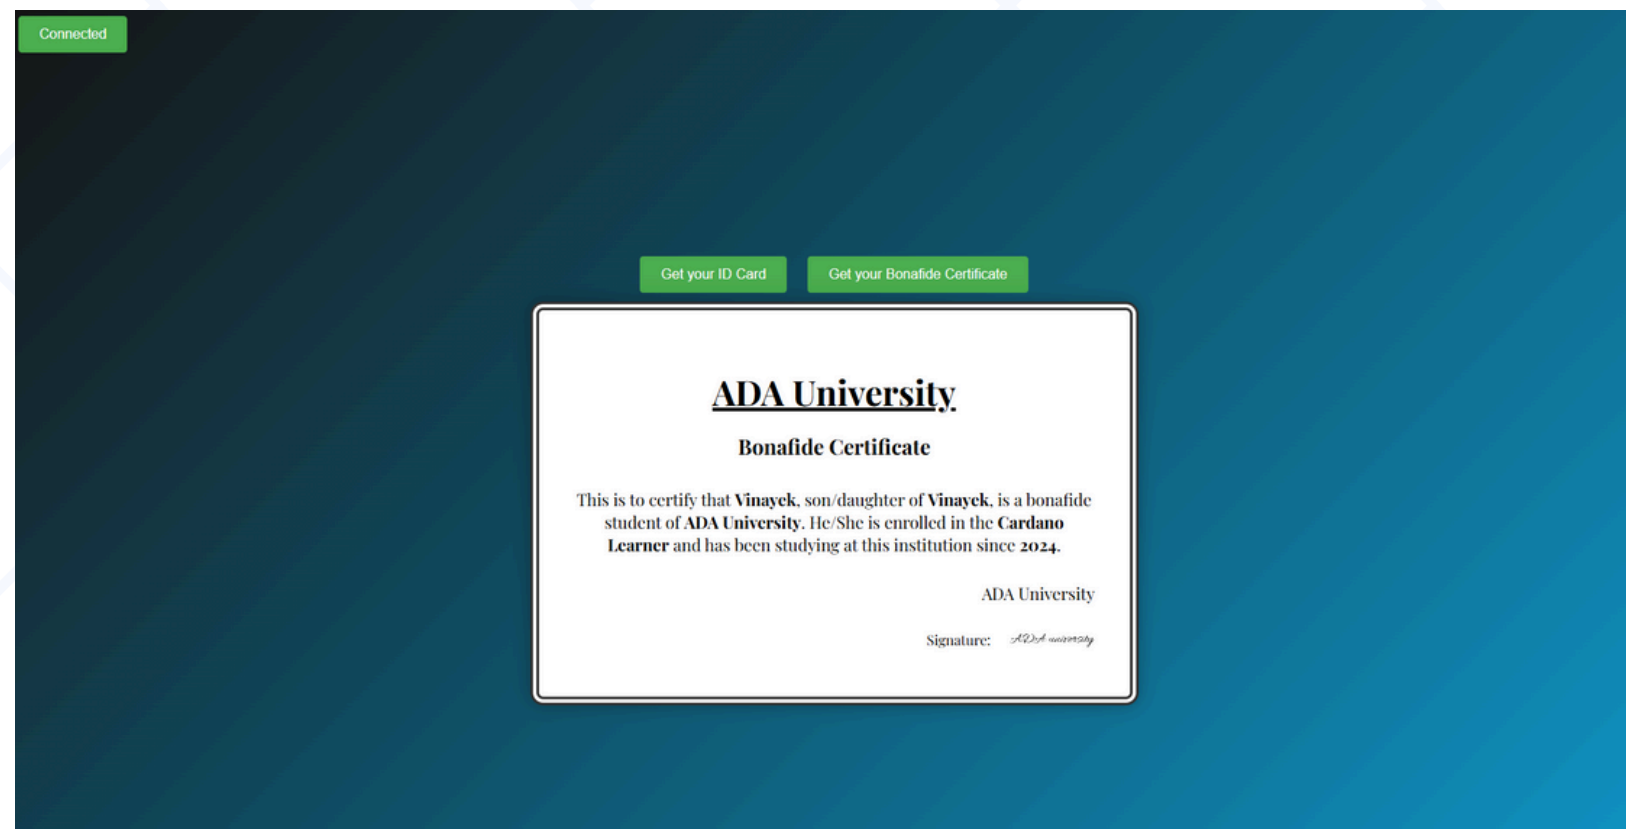 Connected
Get your ID Card Get your Bonafide Certificate
ADA University
Bonafide Certificate
This is to certify that Vinayek, son/daughter of Vinayek, is a bonafide
student of ADA University. He/She is enrolled in the Cardano
Learner and has been studying at this institution since 2024.
ADA University
Signature: ADA university